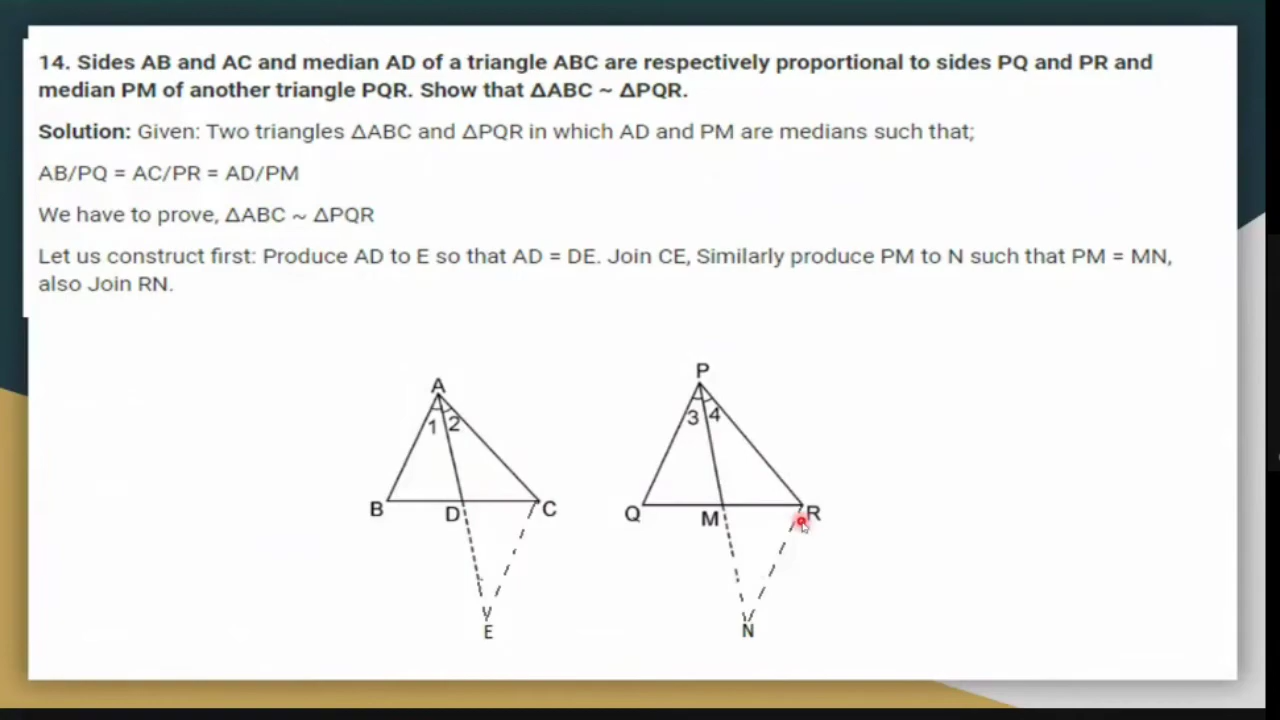 14. Sides AB and AC and median AD of a triangle ABC are respectively proportional to sides PQ and PR and
median PM of another triangle PQR. Show that ΔABC ~ ΔPQR.
Solution: Given: Two triangles ΔABC and ΔPQR in which AD and PM are medians such that;
AB/PQ = AC/PR = AD/PM
We have to prove, ΔABC ~ ΔPQR
Let us construct first: Produce AD to E so that AD = DE. Join CE, Similarly produce PM to N such that PM = MN,
also Join RN.
A
1 2
B D C
E
P
3 4
Q M R
N